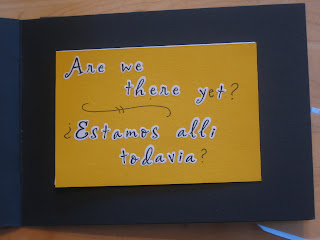 Are we
there yet?
¿Estamos alli
todavia?